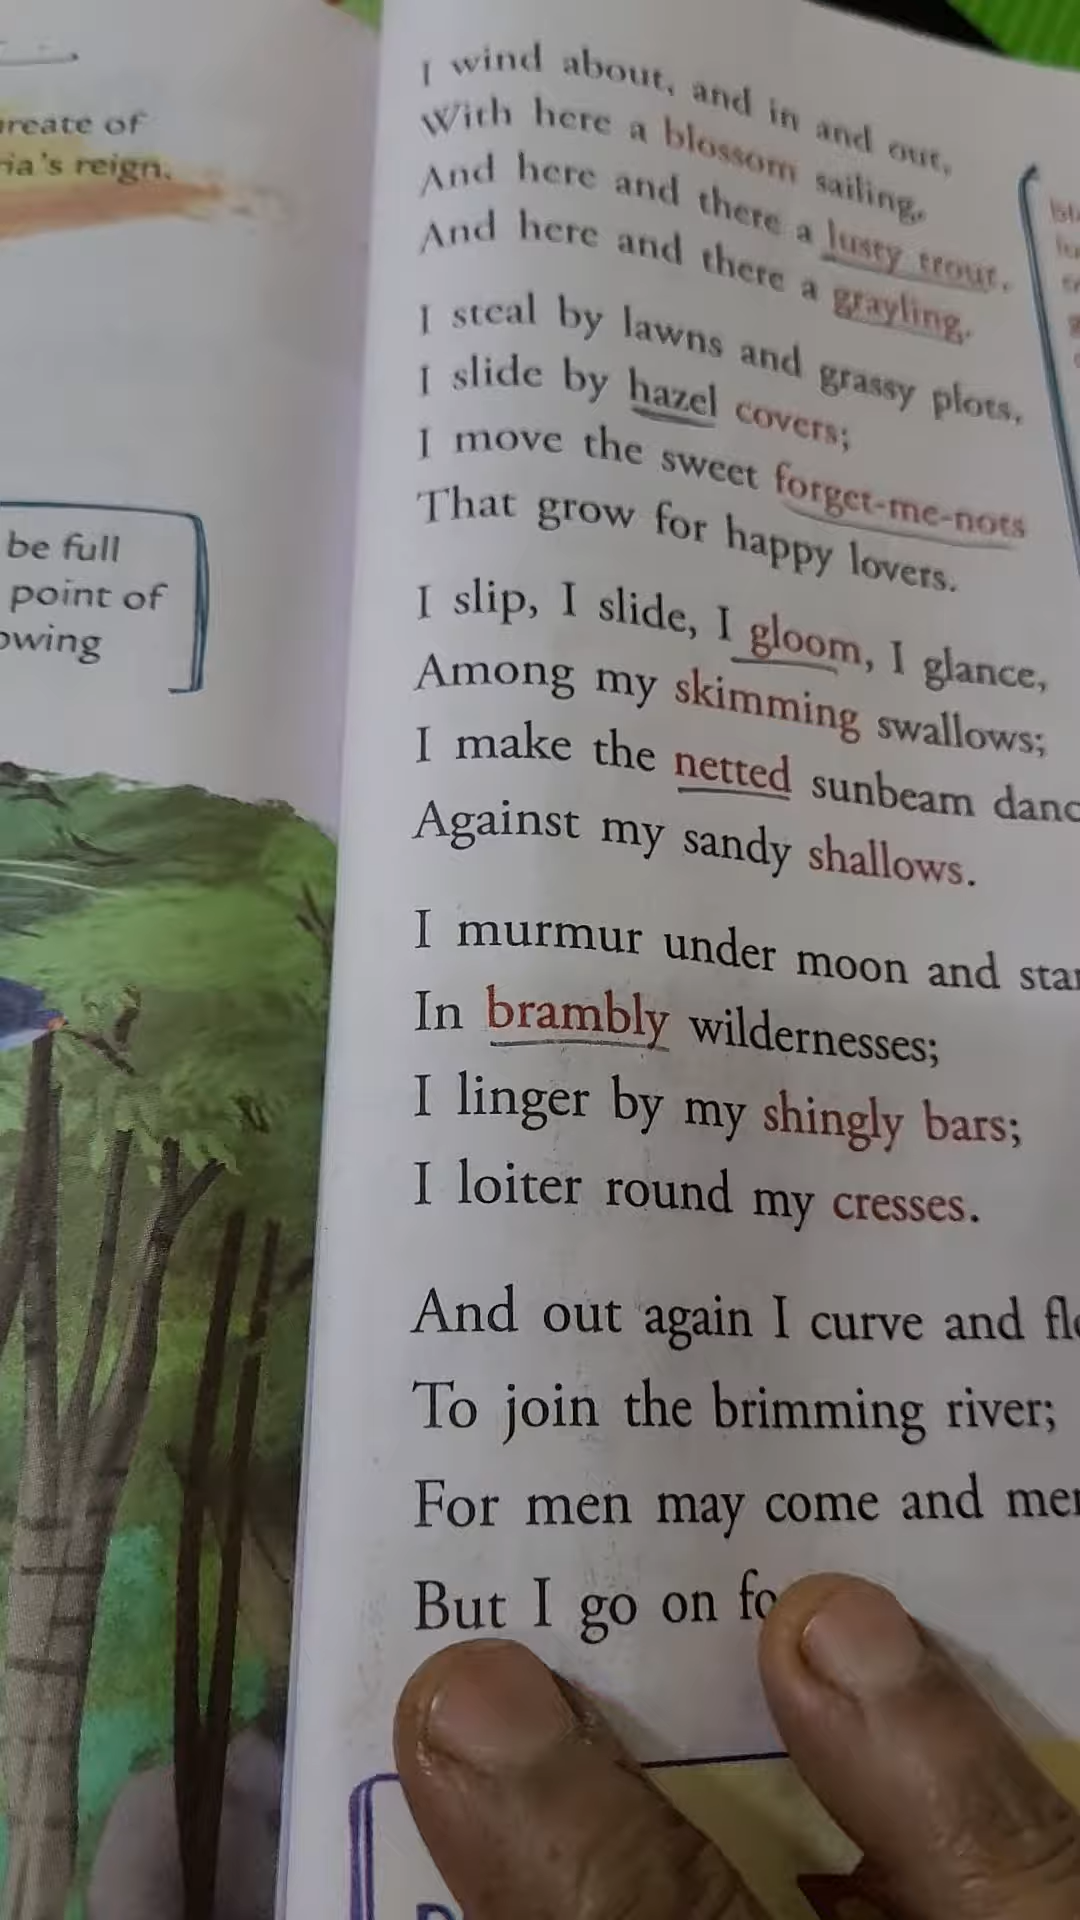 ureate of
ria's reign.
be full
point of
owing
I wind about, and in and out,
With here a blossom sailing,
And here and there a lusty trout,
And here and there a grayling,
I steal by lawns and grassy plots,
I slide by hazel covers;
I move the sweet forget-me-nots
That grow for happy lovers.
I slip, I slide, I gloom, I glance,
Among my skimming swallows;
I make the netted sunbeam danc
Against my sandy shallows.
I murmur under moon and star
In brambly wildernesses;
I linger by my shingly bars;
I loiter round my cresses.
And out again I curve and flo
To join the brimming river;
For men may come and men
But I go on fo